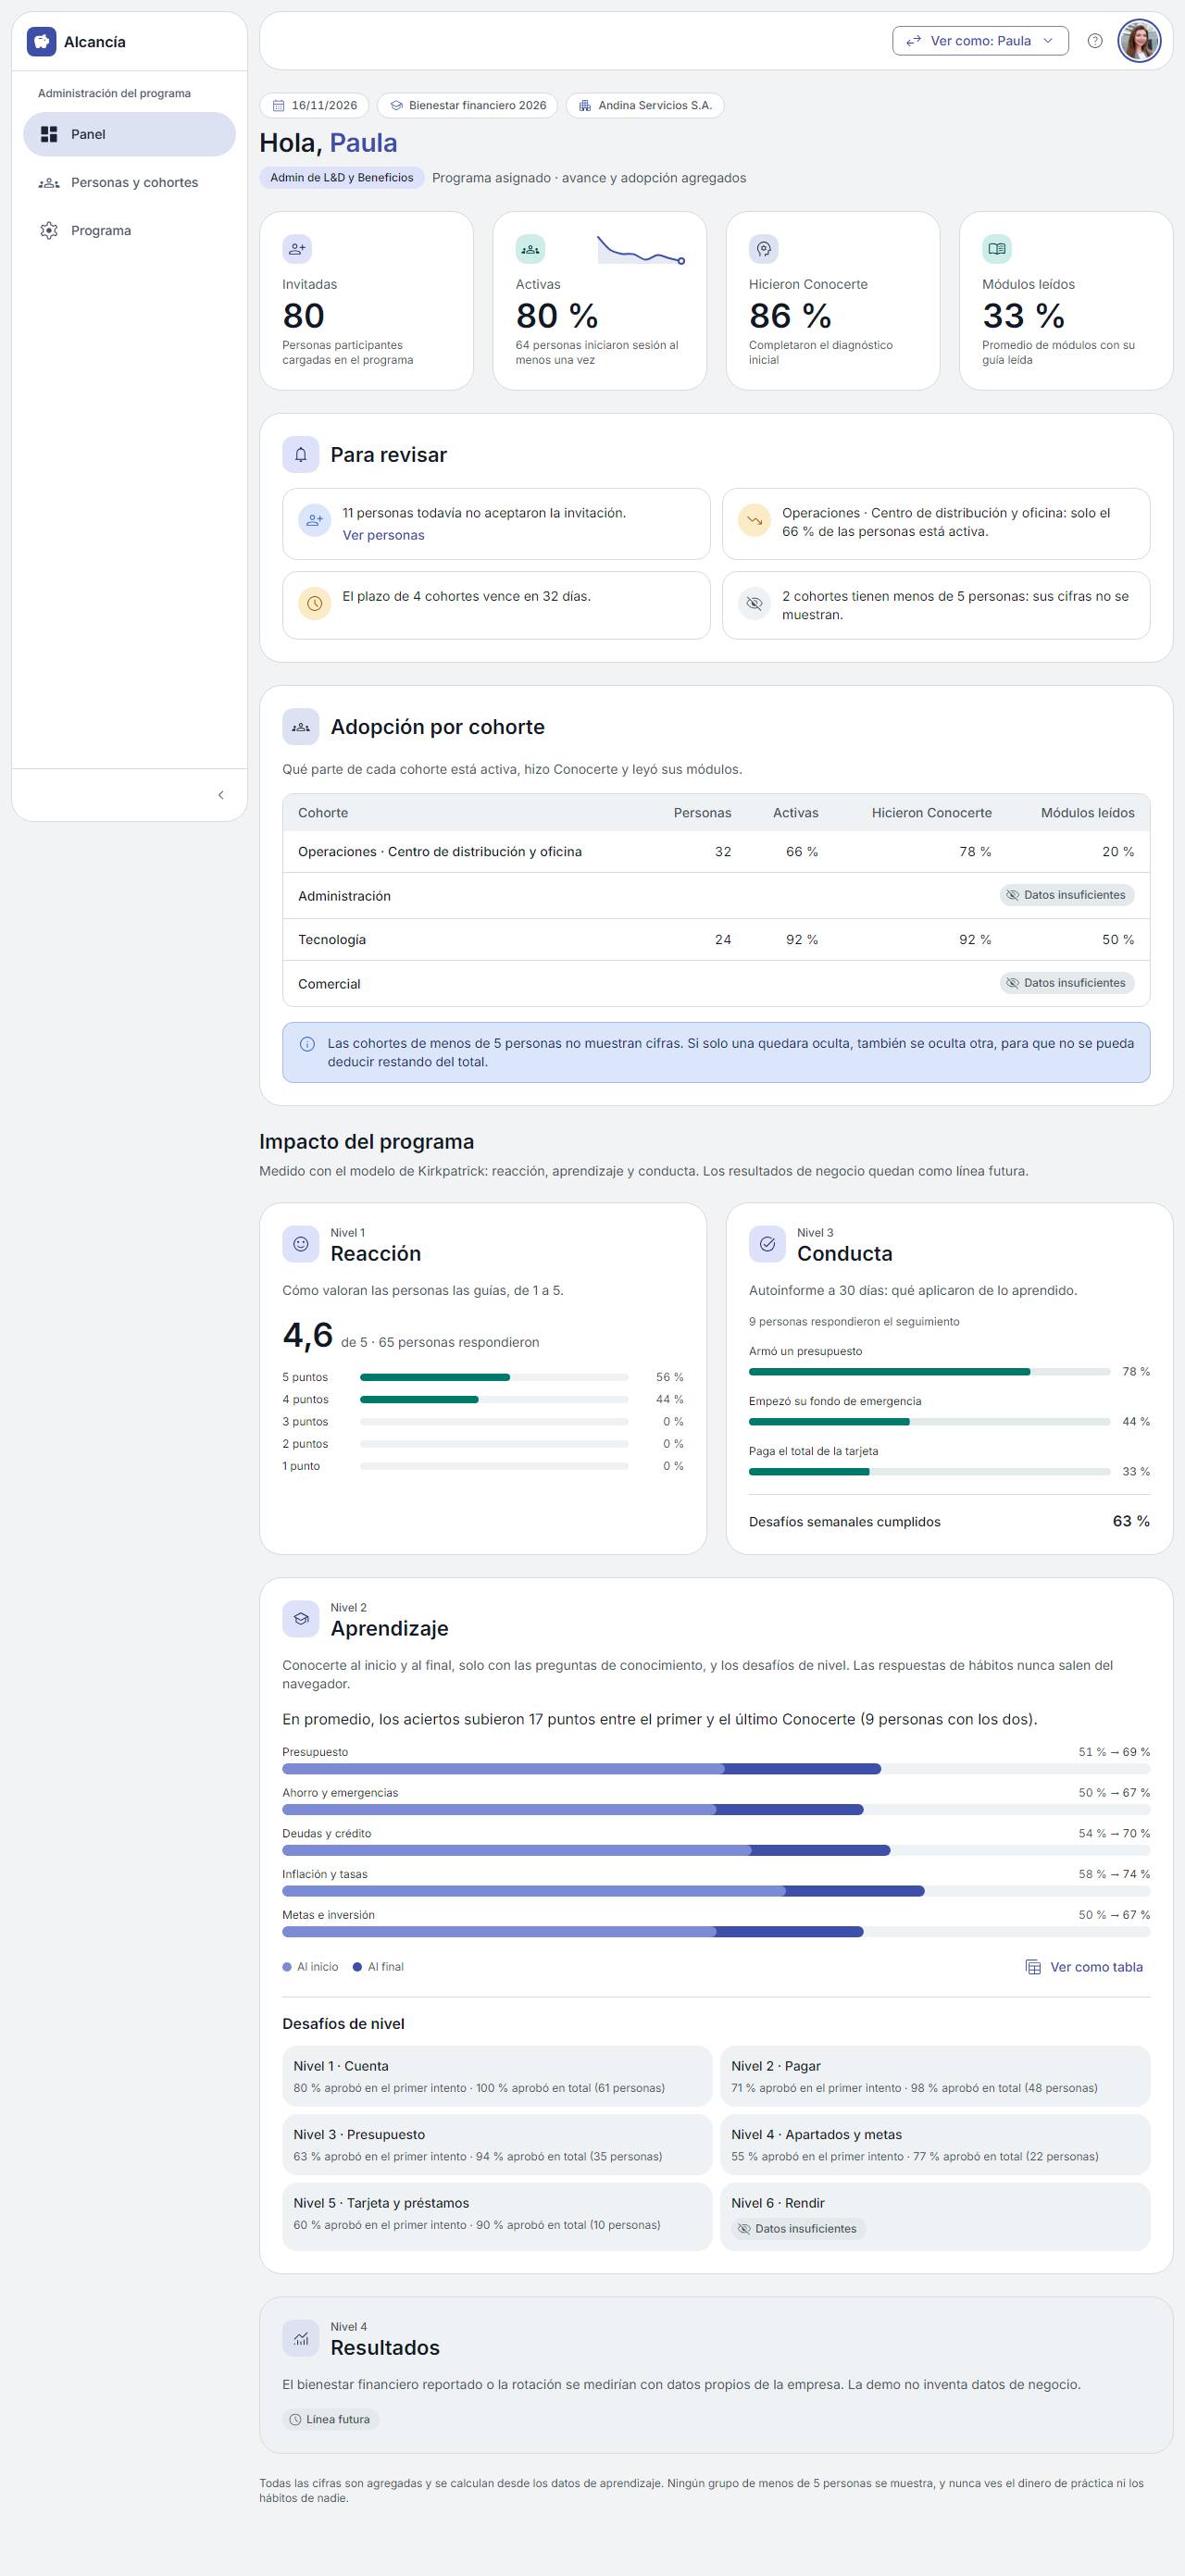 Alcancía
Administración del programa
Panel
Personas y cohortes
Programa
Ver como: Paula
16/11/2026
Bienestar financiero 2026
Andina Servicios S.A.
Hola, Paula
Admin de L&D y Beneficios
Programa asignado · avance y adopción agregados
Invitadas
80
Personas participantes
cargadas en el programa
Activas
80 %
64 personas iniciaron sesión al
menos una vez
Hicieron Conocerte
86 %
Completaron el diagnóstico
inicial
Módulos leídos
33 %
Promedio de módulos con su
guía leída
Para revisar
11 personas todavía no aceptaron la invitación.
Ver personas
Operaciones · Centro de distribución y oficina: solo el
66 % de las personas está activa.
El plazo de 4 cohortes vence en 32 días.
2 cohortes tienen menos de 5 personas: sus cifras no se
muestran.
Adopción por cohorte
Qué parte de cada cohorte está activa, hizo Conocerte y leyó sus módulos.
Cohorte Personas Activas Hicieron Conocerte Módulos leídos
Operaciones · Centro de distribución y oficina 32 66 % 78 % 20 %
Administración Datos insuficientes
Tecnología 24 92 % 92 % 50 %
Comercial Datos insuficientes
Las cohortes de menos de 5 personas no muestran cifras. Si solo una quedara oculta, también se oculta otra, para que no se pueda
deducir restando del total.
Impacto del programa
Medido con el modelo de Kirkpatrick: reacción, aprendizaje y conducta. Los resultados de negocio quedan como línea futura.
Nivel 1
Reacción
Cómo valoran las personas las guías, de 1 a 5.
4,6 de 5 · 65 personas respondieron
5 puntos 56 %
4 puntos 44 %
3 puntos 0 %
2 puntos 0 %
1 punto 0 %
Nivel 3
Conducta
Autoinforme a 30 días: qué aplicaron de lo aprendido.
9 personas respondieron el seguimiento
Armó un presupuesto
78 %
Empezó su fondo de emergencia
44 %
Paga el total de la tarjeta
33 %
Desafíos semanales cumplidos 63 %
Nivel 2
Aprendizaje
Conocerte al inicio y al final, solo con las preguntas de conocimiento, y los desafíos de nivel. Las respuestas de hábitos nunca salen del
navegador.
En promedio, los aciertos subieron 17 puntos entre el primer y el último Conocerte (9 personas con los dos).
Presupuesto 51 % → 69 %
Ahorro y emergencias 50 % → 67 %
Deudas y crédito 54 % → 70 %
Inflación y tasas 58 % → 74 %
Metas e inversión 50 % → 67 %
Al inicio Al final
Ver como tabla
Desafíos de nivel
Nivel 1 · Cuenta
80 % aprobó en el primer intento · 100 % aprobó en total (61 personas)
Nivel 2 · Pagar
71 % aprobó en el primer intento · 98 % aprobó en total (48 personas)
Nivel 3 · Presupuesto
63 % aprobó en el primer intento · 94 % aprobó en total (35 personas)
Nivel 4 · Apartados y metas
55 % aprobó en el primer intento · 77 % aprobó en total (22 personas)
Nivel 5 · Tarjeta y préstamos
60 % aprobó en el primer intento · 90 % aprobó en total (10 personas)
Nivel 6 · Rendir
Datos insuficientes
Nivel 4
Resultados
El bienestar financiero reportado o la rotación se medirían con datos propios de la empresa. La demo no inventa datos de negocio.
Línea futura
Todas las cifras son agregadas y se calculan desde los datos de aprendizaje. Ningún grupo de menos de 5 personas se muestra, y nunca ves el dinero de práctica ni los
hábitos de nadie.